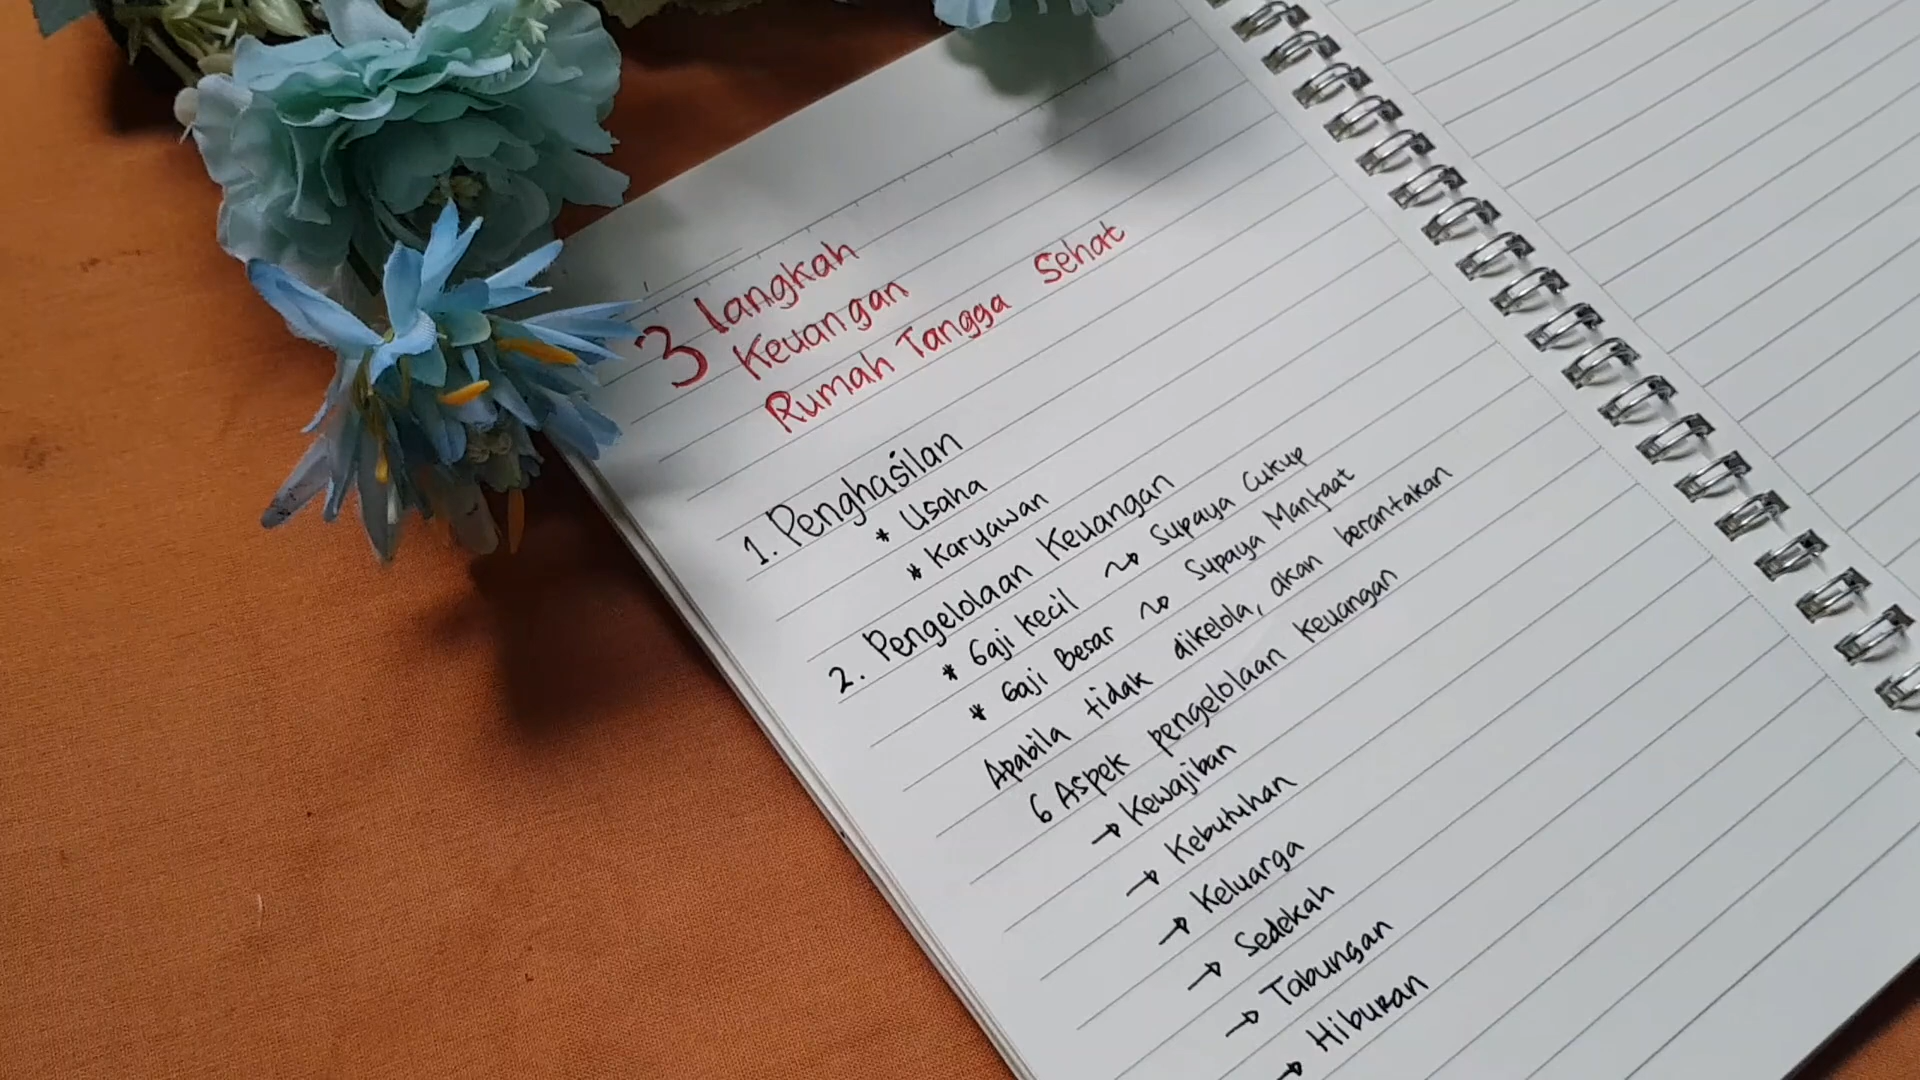 3 langkah
Keuangan
Rumah Tangga Sehat
1. Penghasilan
* Usaha
* Karyawan
2. Pengelolaan Keuangan
* Gaji kecil ~> Supaya Cukup
* Gaji Besar ~> Supaya Manfaat
Apabila tidak dikelola, akan berantakan
6 Aspek pengelolaan keuangan
→ Kewajiban
→ Kebutuhan
→ Keluarga
→ Sedekah
→ Tabungan
→ Hiburan